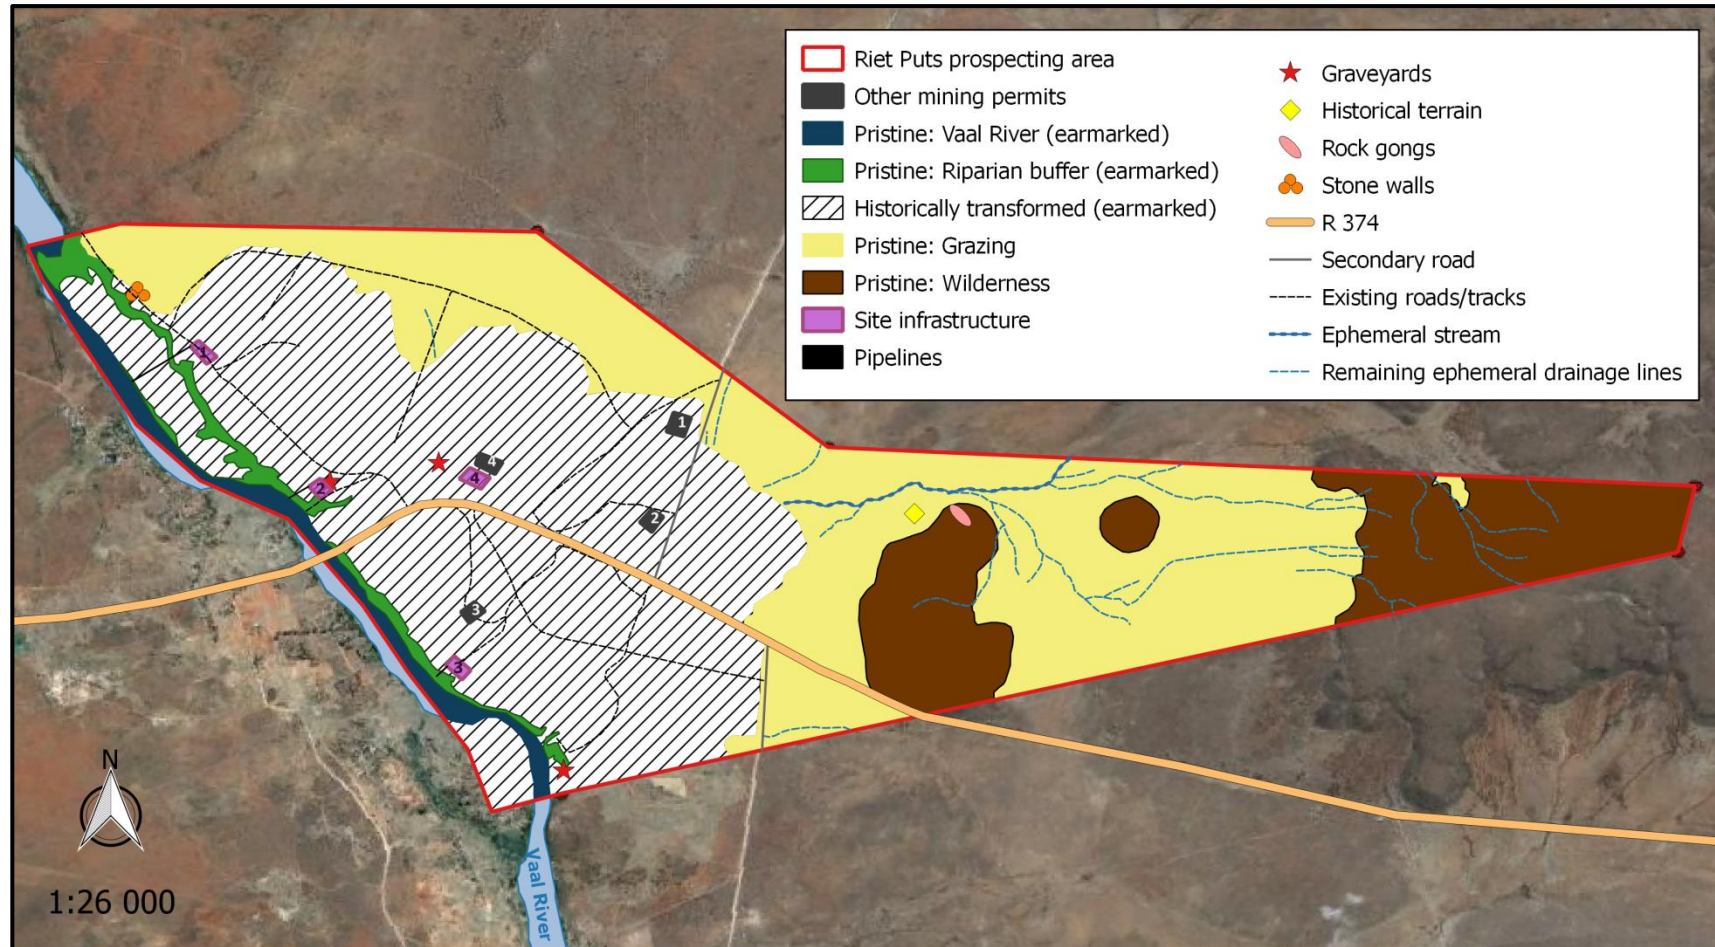 Riet Puts prospecting area
Other mining permits
Pristine: Vaal River (earmarked)
Pristine: Riparian buffer (earmarked)
Historically transformed (earmarked)
Pristine: Grazing
Pristine: Wilderness
Site infrastructure
Pipelines
Graveyards
Historical terrain
Rock gongs
Stone walls
R 374
Secondary road
Existing roads/tracks
Ephemeral stream
Remaining ephemeral drainage lines
1
1
4
4
2
2
3
3
N
1:26 000
Vaal River